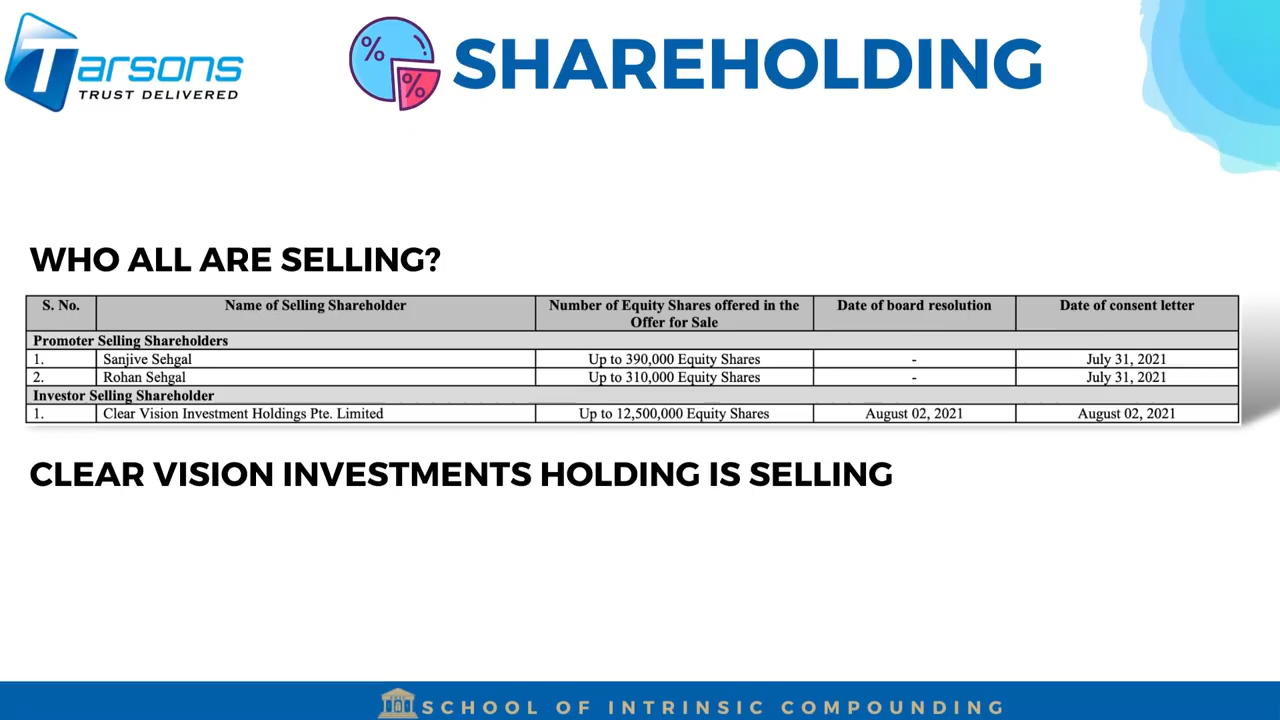 Tarsons
TRUST DELIVERED
% %
SHAREHOLDING
WHO ALL ARE SELLING?
S. No. Name of Selling Shareholder Number of Equity Shares offered in the Offer for Sale Date of board resolution Date of consent letter
Promoter Selling Shareholders
1. Sanjive Sehgal Up to 390,000 Equity Shares - July 31, 2021
2. Rohan Sehgal Up to 310,000 Equity Shares - July 31, 2021
Investor Selling Shareholder
1. Clear Vision Investment Holdings Pte. Limited Up to 12,500,000 Equity Shares August 02, 2021 August 02, 2021
CLEAR VISION INVESTMENTS HOLDING IS SELLING
SCHOOL OF INTRINSIC COMPOUNDING